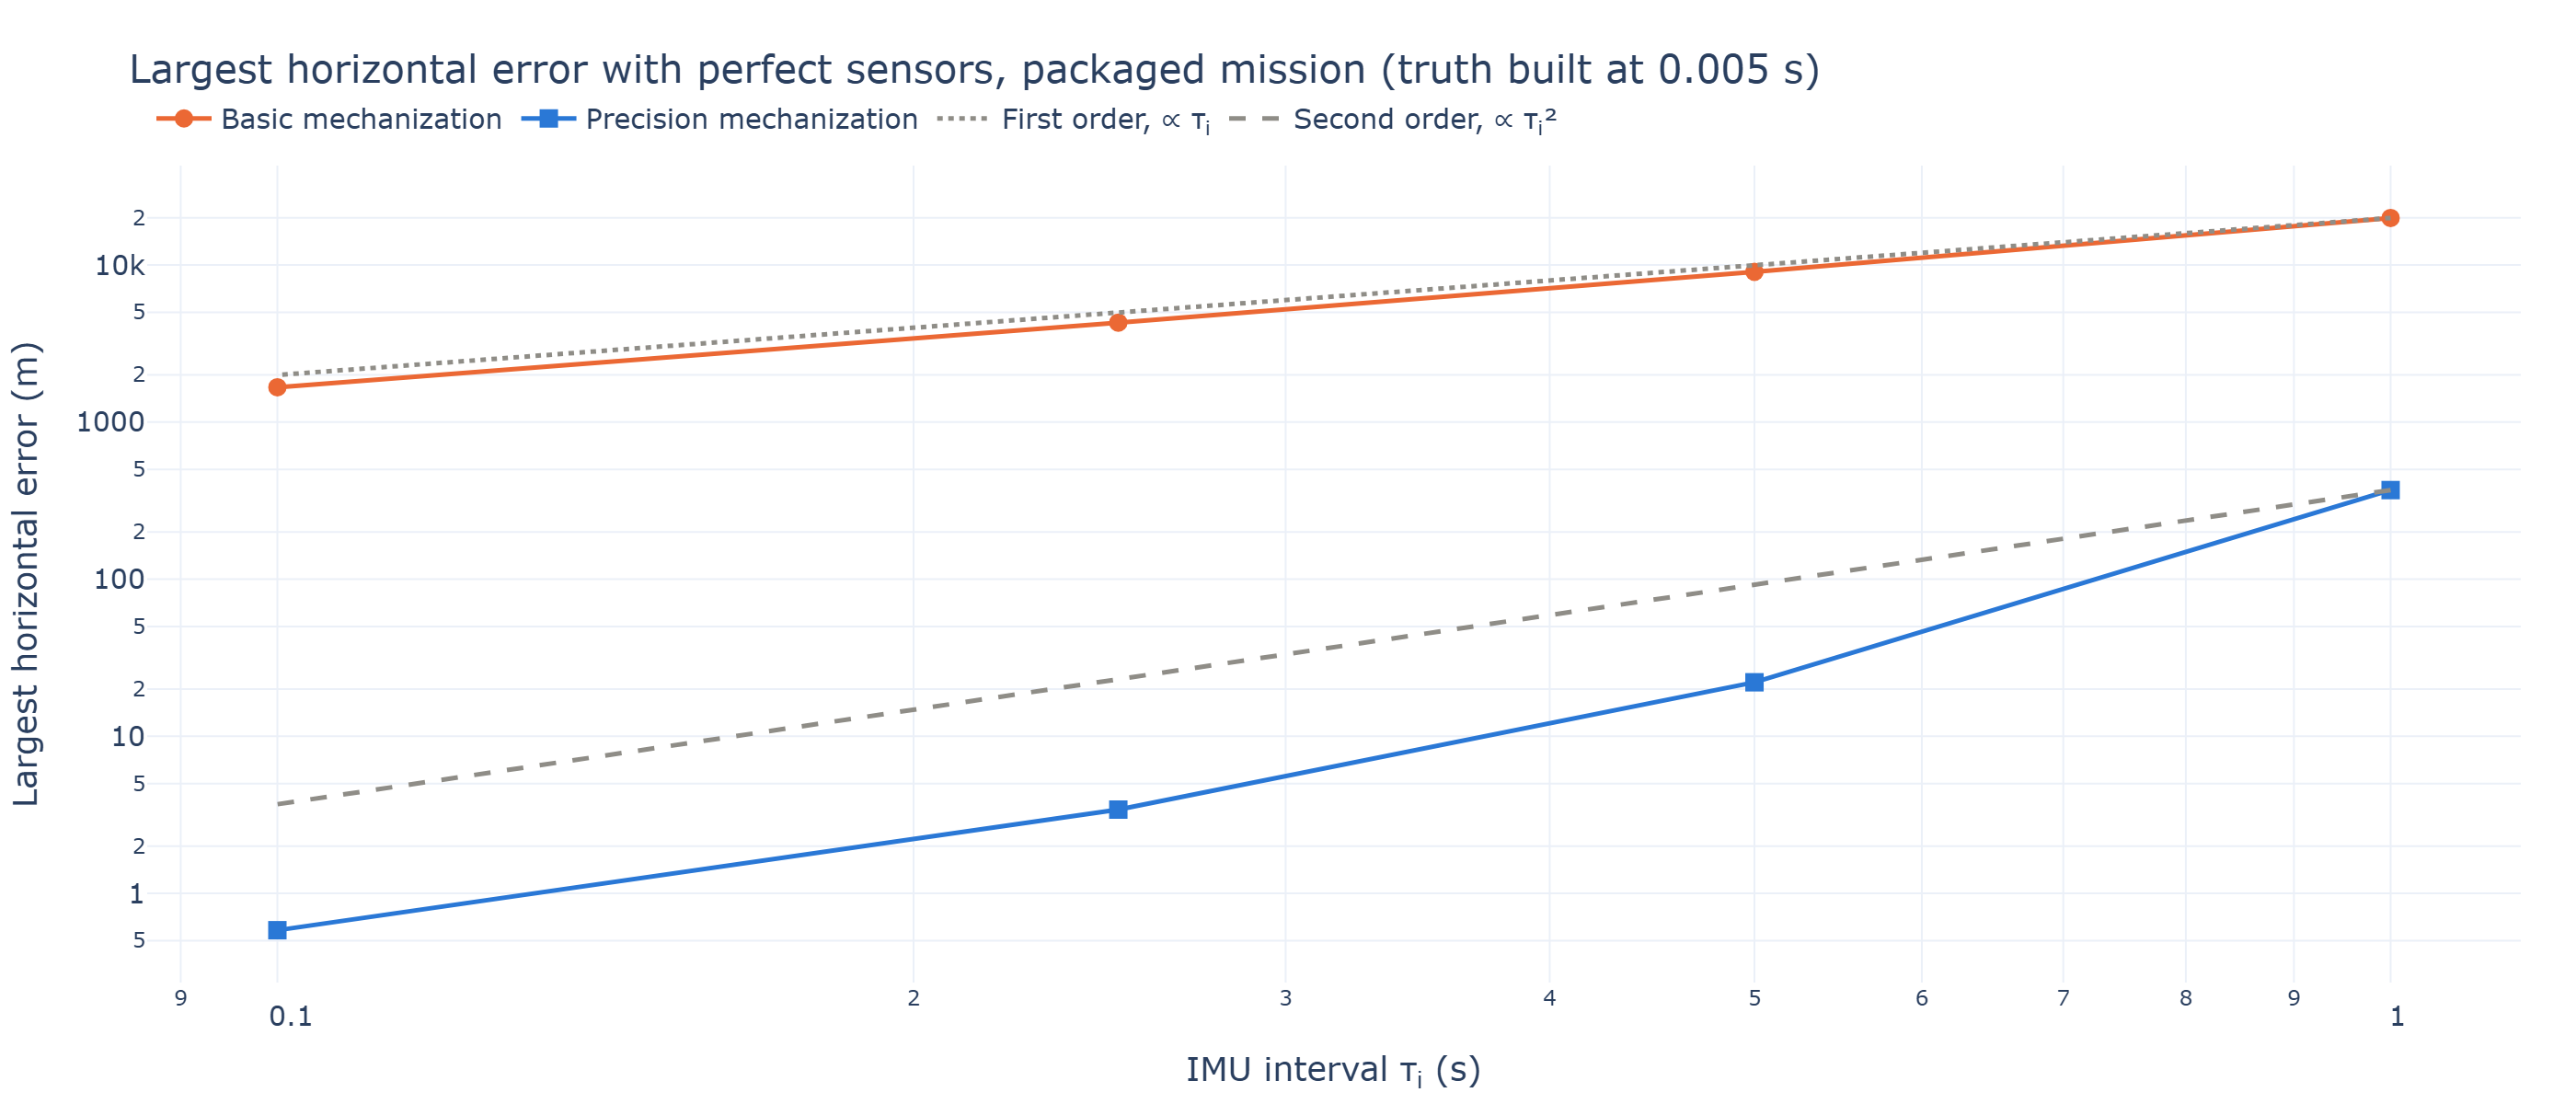 Largest horizontal error with perfect sensors, packaged mission (truth built at 0.005 s)
Basic mechanization Precision mechanization First order, ∝ τᵢ Second order, ∝ τᵢ²
Largest horizontal error (m)
2
10k
5
2
1000
5
2
100
5
2
10
5
2
1
5
9 2 3 4 5 6 7 8 9
0.1 1
IMU interval τᵢ (s)